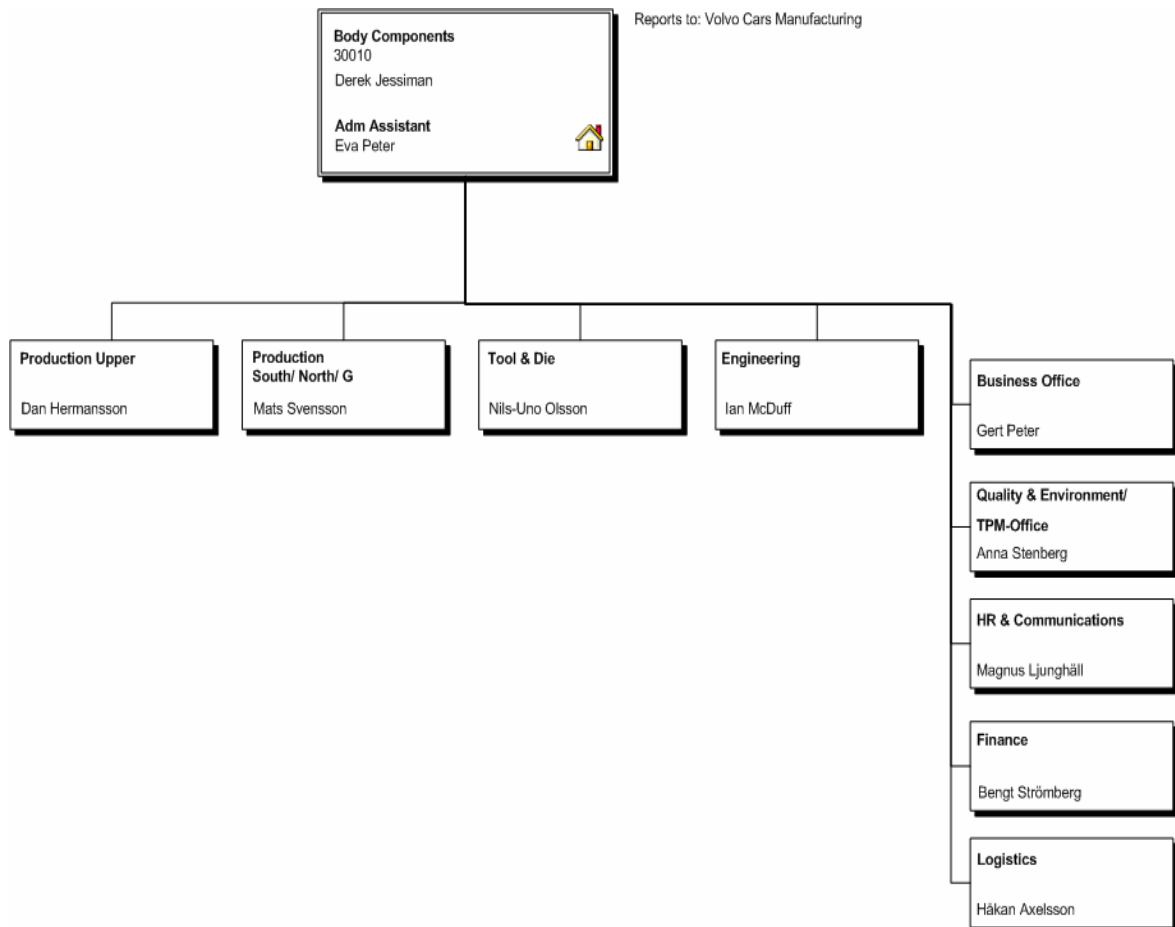 Reports to: Volvo Cars Manufacturing
Body Components
30010
Derek Jessiman
Adm Assistant
Eva Peter
Production Upper
Dan Hermansson
Production
South/ North/ G
Mats Svensson
Tool & Die
Nils-Uno Olsson
Engineering
Ian McDuff
Business Office
Gert Peter
Quality & Environment/
TPM-Office
Anna Stenberg
HR & Communications
Magnus Ljunghäll
Finance
Bengt Strömberg
Logistics
Håkan Axelsson